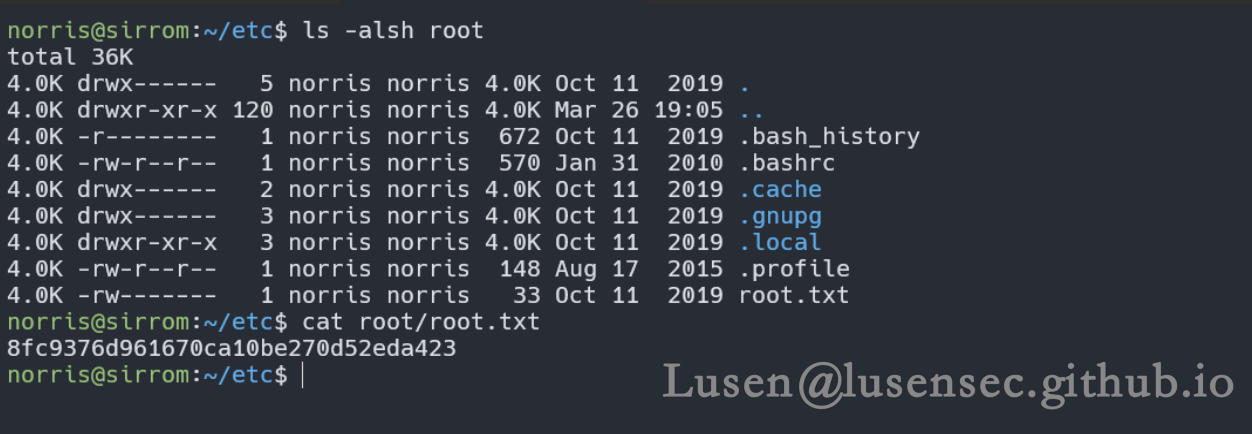 norris@sirrom:~/etc$ ls -alsh root
total 36K
4.0K drwx------   5 norris norris 4.0K Oct 11  2019 .
4.0K drwxr-xr-x 120 norris norris 4.0K Mar 26 19:05 ..
4.0K -r--------   1 norris norris  672 Oct 11  2019 .bash_history
4.0K -rw-r--r--   1 norris norris  570 Jan 31  2010 .bashrc
4.0K drwx------   2 norris norris 4.0K Oct 11  2019 .cache
4.0K drwx------   3 norris norris 4.0K Oct 11  2019 .gnupg
4.0K drwxr-xr-x   3 norris norris 4.0K Oct 11  2019 .local
4.0K -rw-r--r--   1 norris norris  148 Aug 17  2015 .profile
4.0K -rw-------   1 norris norris   33 Oct 11  2019 root.txt
norris@sirrom:~/etc$ cat root/root.txt
8fc9376d961670ca10be270d52eda423
norris@sirrom:~/etc$
Lusen@lusensec.github.io